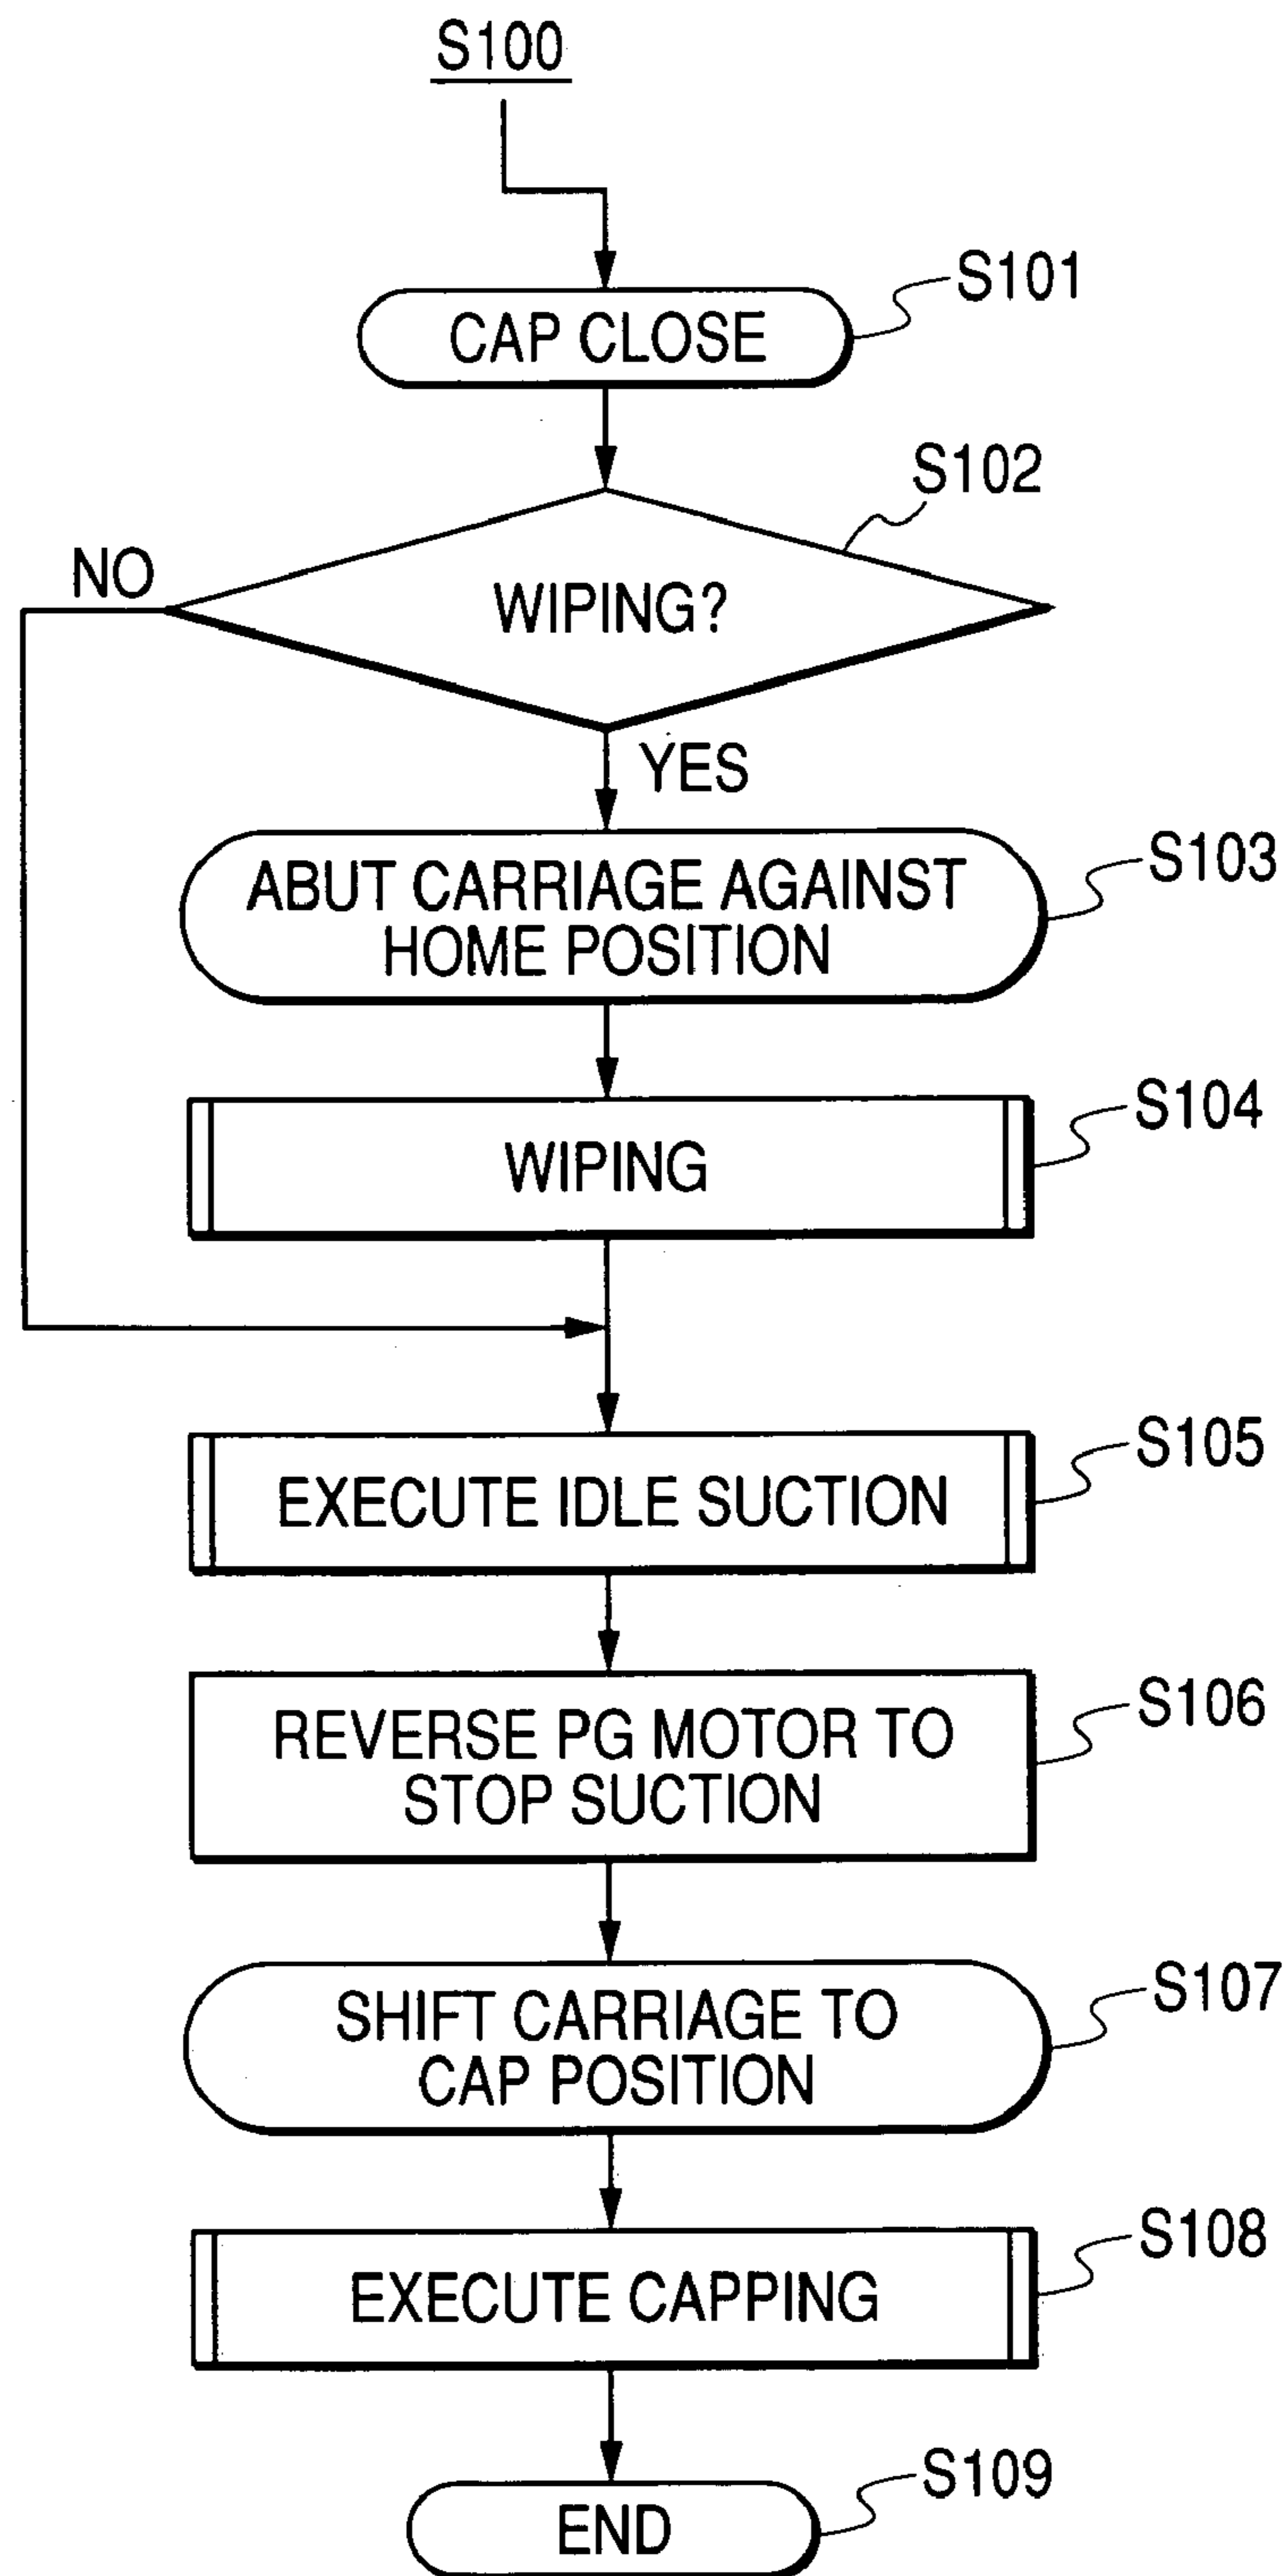 S100
S101
CAP CLOSE
S102
NO
WIPING?
YES
S103
ABUT CARRIAGE AGAINST
HOME POSITION
S104
WIPING
S105
EXECUTE IDLE SUCTION
S106
REVERSE PG MOTOR TO
STOP SUCTION
S107
SHIFT CARRIAGE TO
CAP POSITION
S108
EXECUTE CAPPING
S109
END